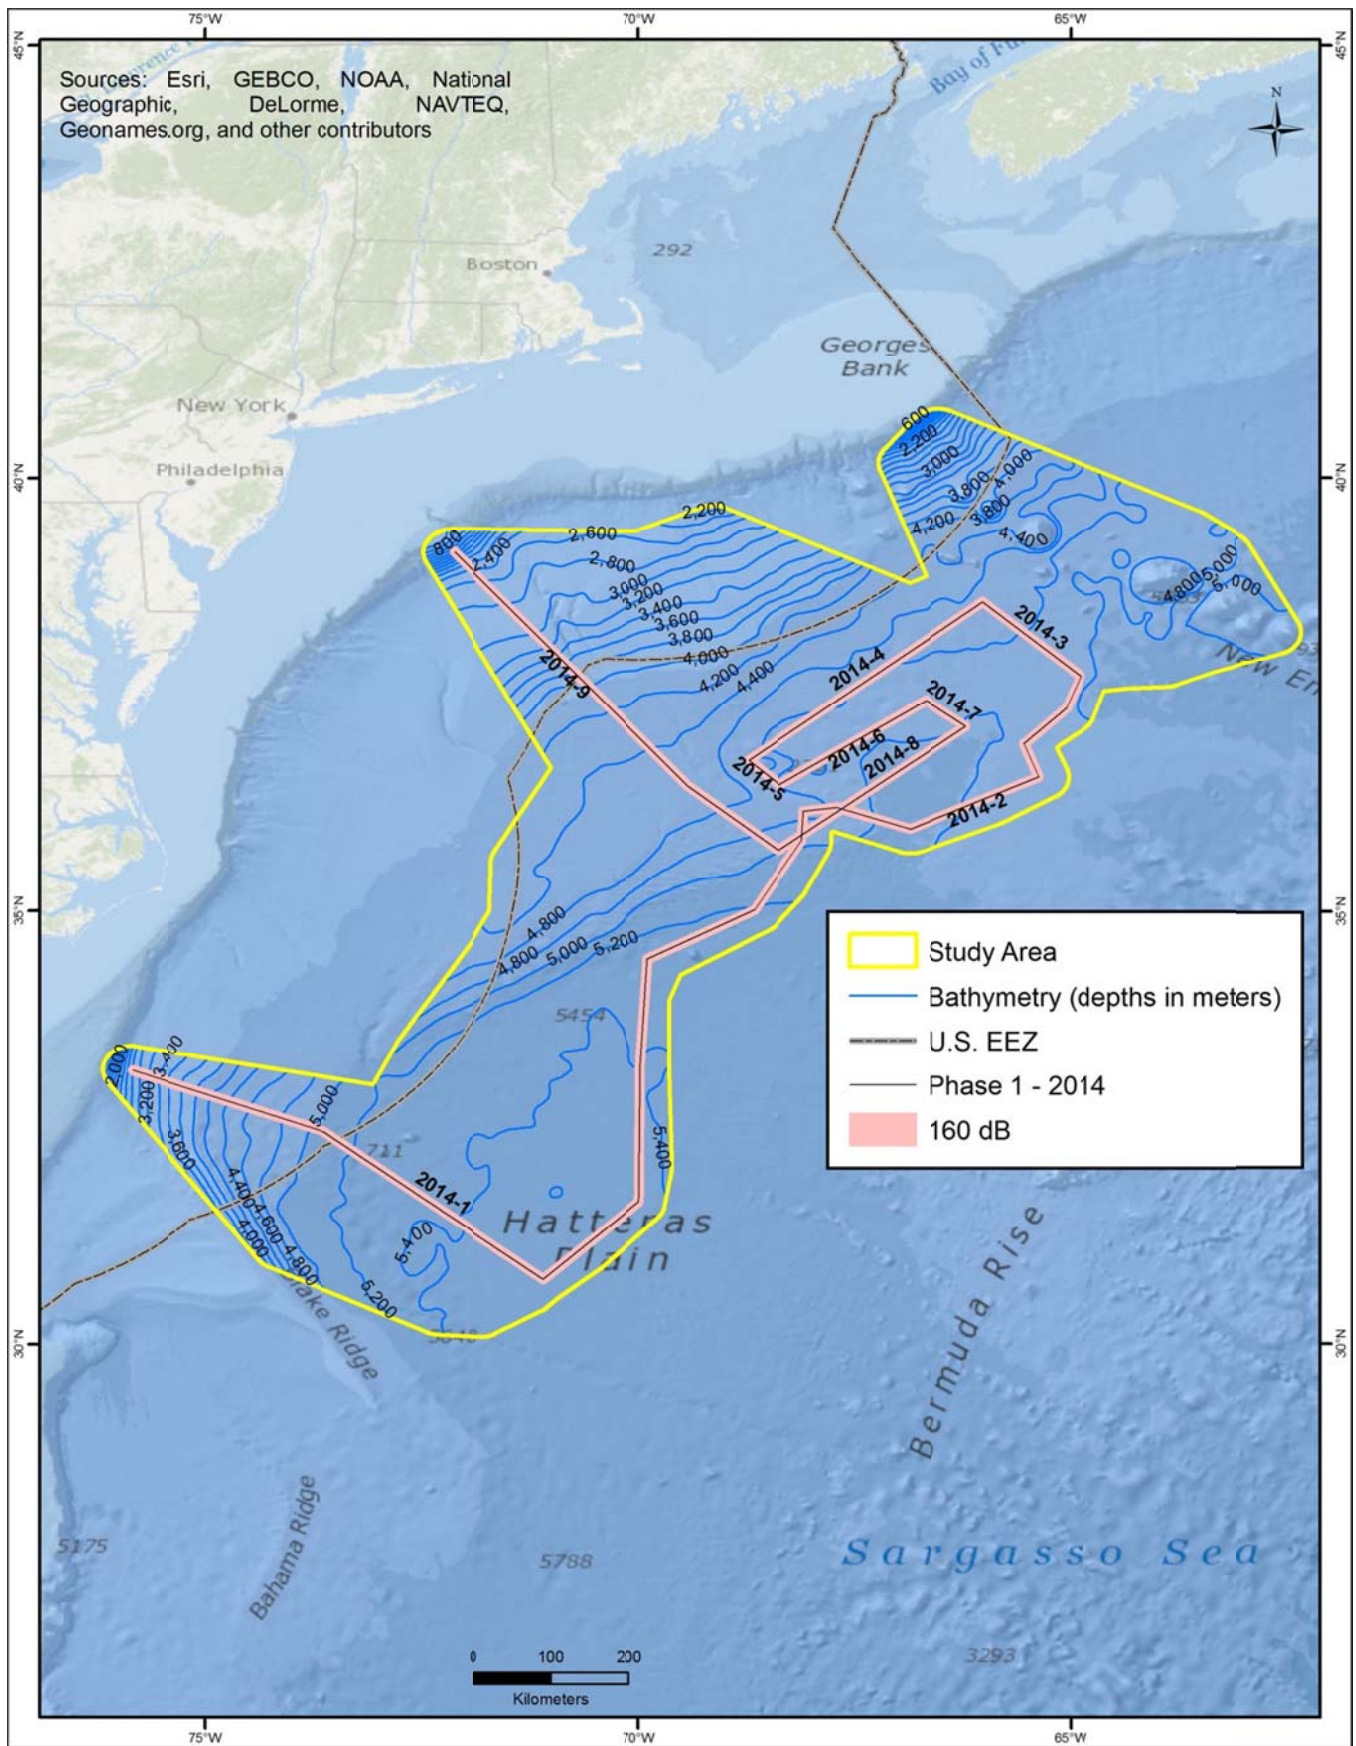 75°W 70°W 65°W
45°N 45°N
Sources: Esri, GEBCO, NOAA, National
Geographic, DeLorme, NAVTEQ,
Geonames.org, and other contributors
Bay of
N
292
Boston
Georges
Bank
New York
Philadelphia
40°N 40°N
600
2,200
3,000
3,800
4,000
3,800
4,200
4,400
2,200
2,600
800
2,400
2,800
3,000
3,200
3,400
3,600
3,800
4,000
4,200
4,400
5,000
4,800
5,000
New En
2014-3
2014-4
2014-9
2014-7
2014-6
2014-8
2014-5
2014-2
35°N 35°N
4,800
4,800
5,000
5,200
Study Area
Bathymetry (depths in meters)
U.S. EEZ
Phase 1 - 2014
160 dB
5454
2,000
3,400
3,200
3,600
5,000
711
5,400
4,400
4,600
4,000
4,800
2014-1
5,400
5,200
Hatteras
Plain
Blake Ridge
30°N 30°N
Bermuda Rise
Bahama Ridge
5175
5788
Sargasso Sea
3293
0 100 200
Kilometers
75°W 70°W 65°W